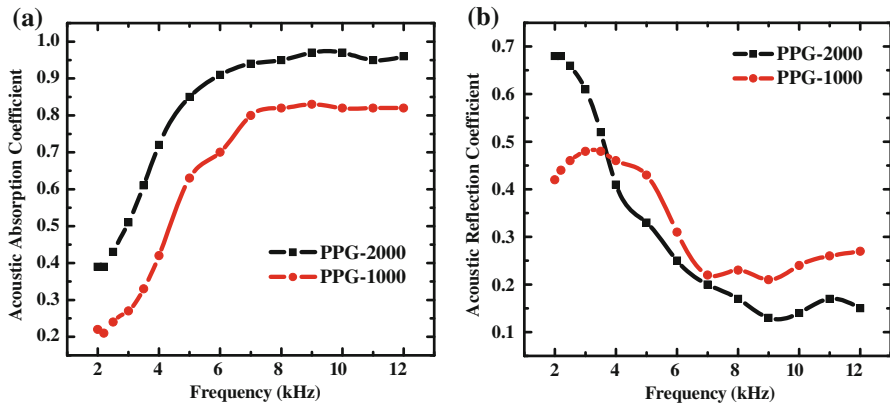 (a)
1.0
0.9
0.8
0.7
0.6
0.5
0.4
0.3
0.2
Acoustic Absorption Coefficient
PPG-2000
PPG-1000
2 4 6 8 10 12
Frequency (kHz)
(b)
0.7
0.6
0.5
0.4
0.3
0.2
0.1
Acoustic Reflection Coefficient
PPG-2000
PPG-1000
2 4 6 8 10 12
Frequency (kHz)